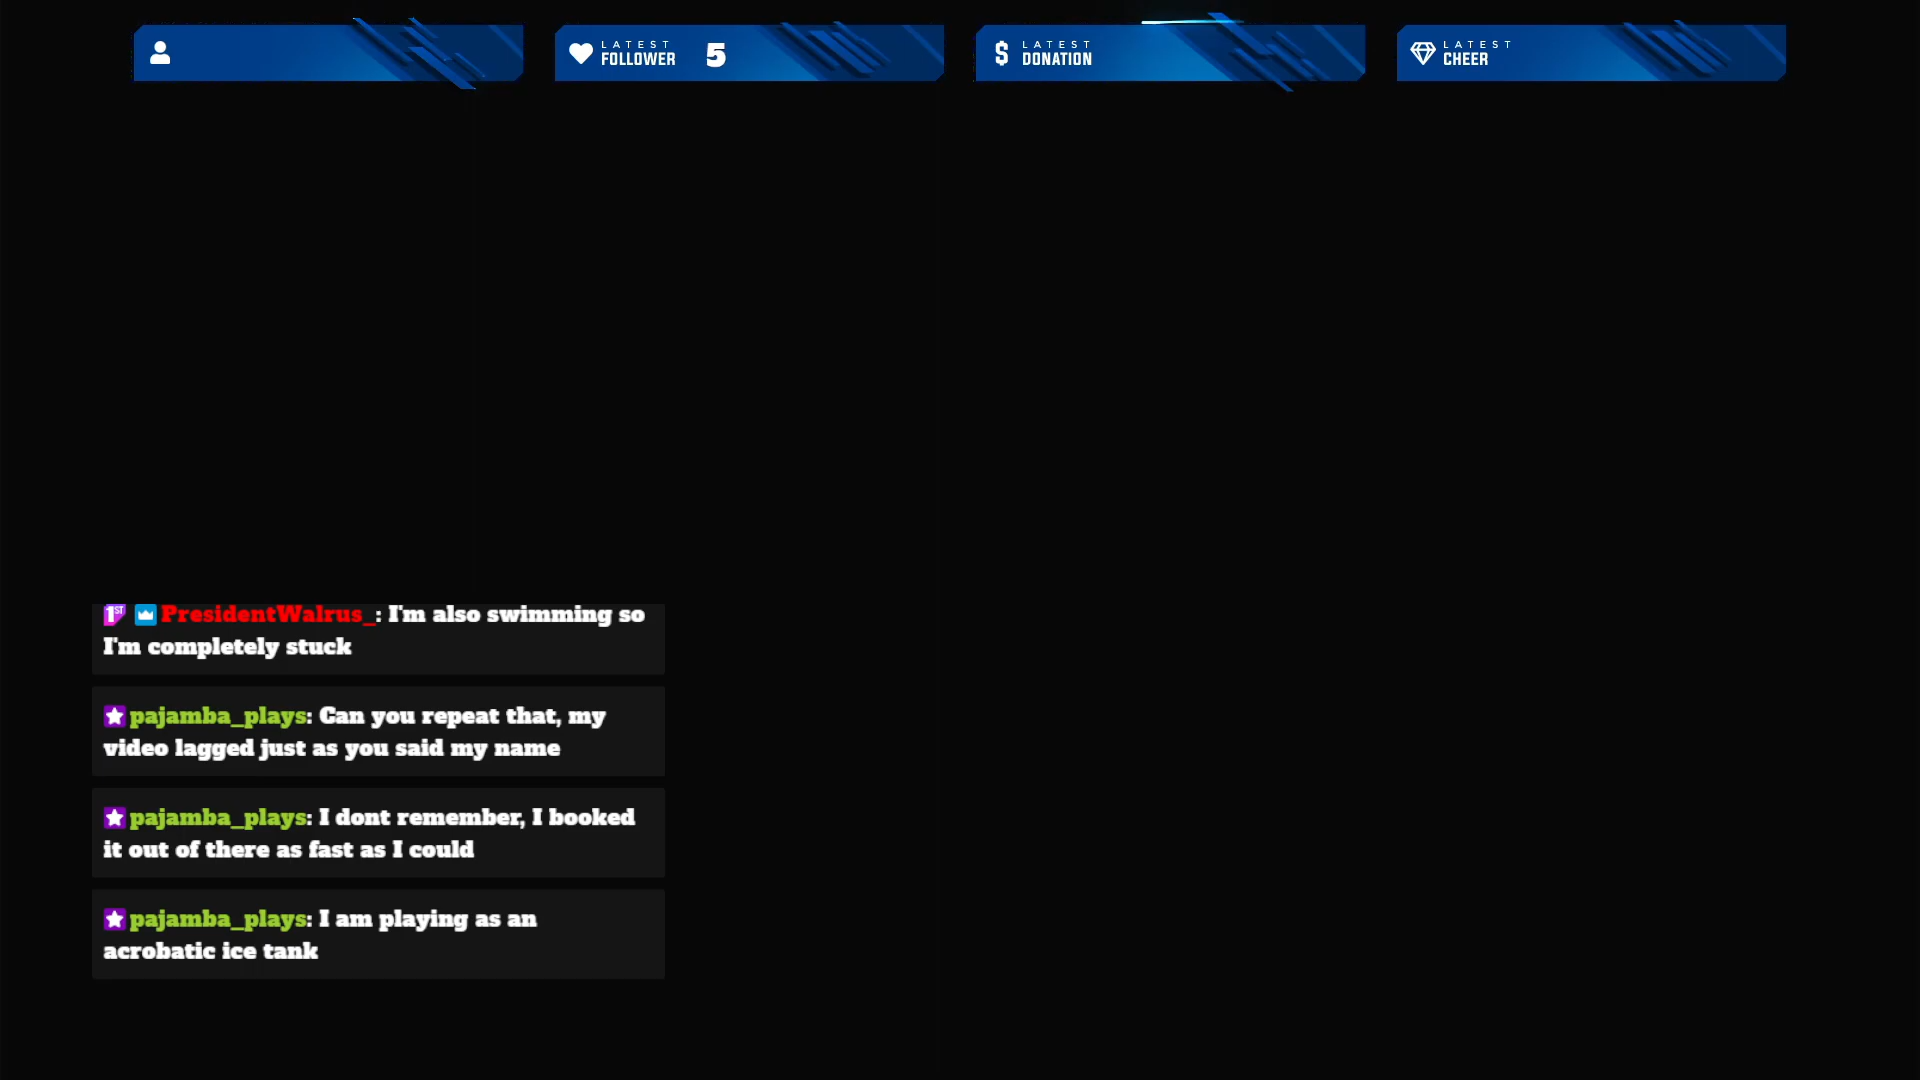 LATEST
FOLLOWER 5
LATEST
DONATION
LATEST
CHEER
1ST PresidentWalrus_: I'm also swimming so
I'm completely stuck
pajamba_plays: Can you repeat that, my
video lagged just as you said my name
pajamba_plays: I dont remember, I booked
it out of there as fast as I could
pajamba_plays: I am playing as an
acrobatic ice tank